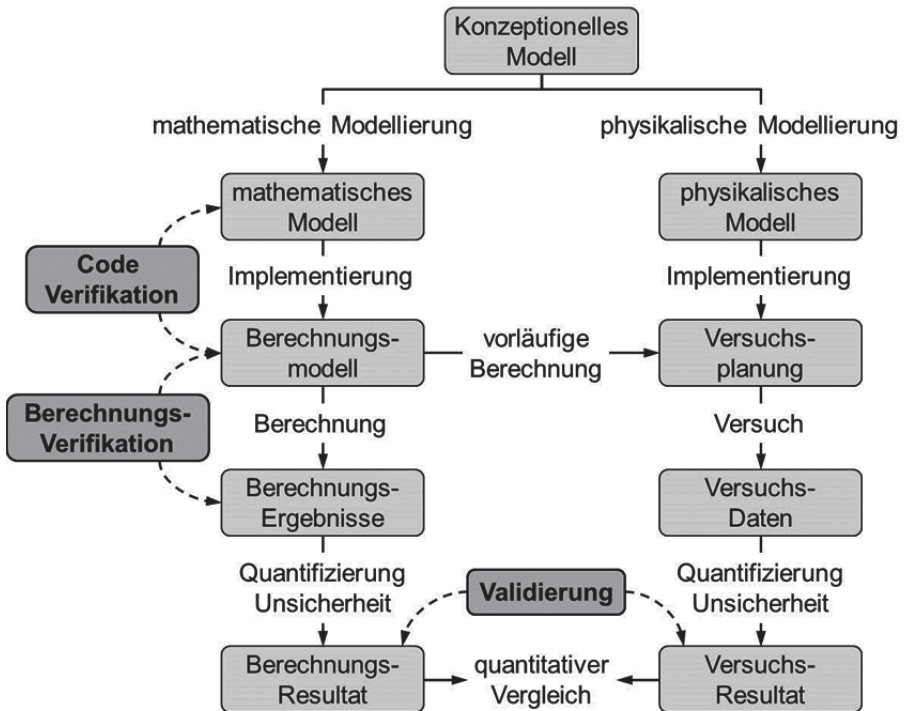 Konzeptionelles
Modell
mathematische Modellierung
physikalische Modellierung
mathematisches
Modell
physikalisches
Modell
Code
Verifikation
Implementierung
Implementierung
Berechnungs-
modell
vorläufige
Berechnung
Versuchs-
planung
Berechnungs-
Verifikation
Berechnung
Versuch
Berechnungs-
Ergebnisse
Versuchs-
Daten
Quantifizierung
Unsicherheit
Validierung
Quantifizierung
Unsicherheit
Berechnungs-
Resultat
quantitativer
Vergleich
Versuchs-
Resultat